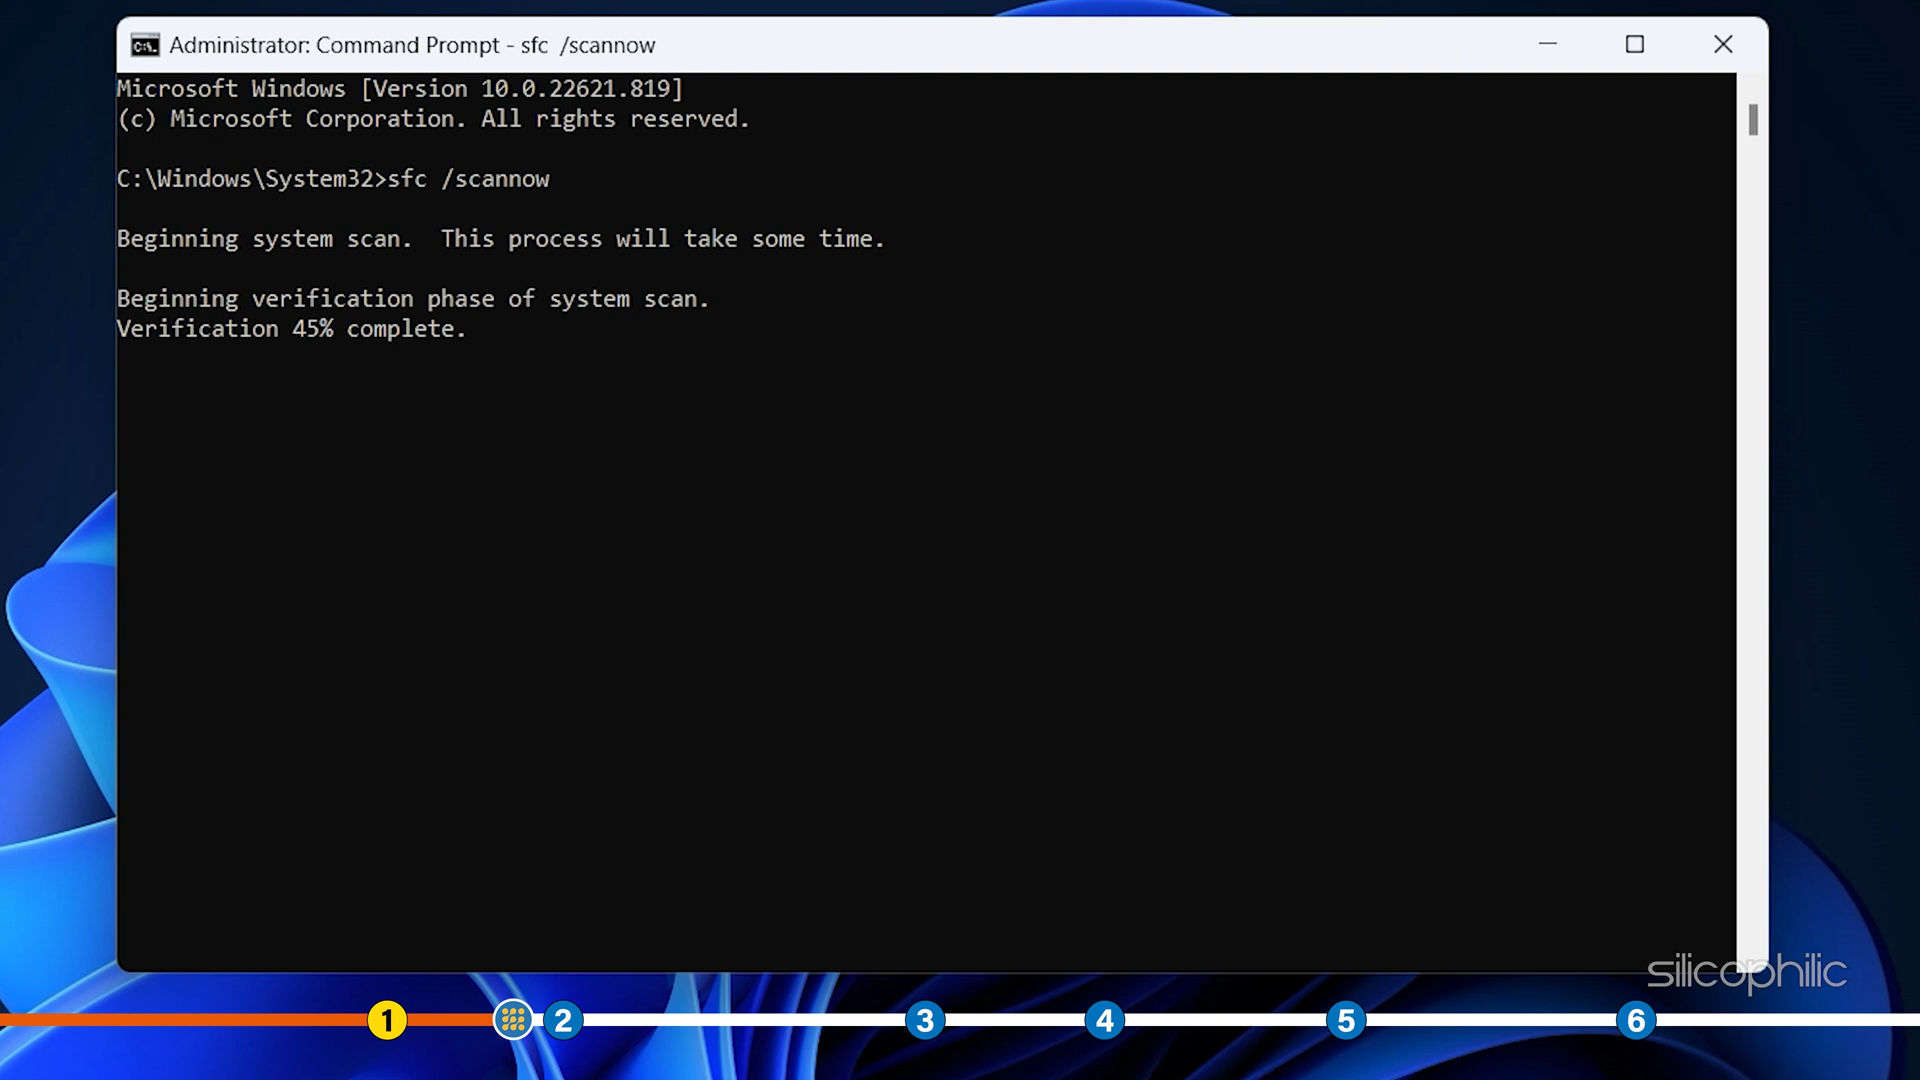 Administrator: Command Prompt - sfc  /scannow
Microsoft Windows [Version 10.0.22621.819]
(c) Microsoft Corporation. All rights reserved.
C:\Windows\System32>sfc /scannow
Beginning system scan.  This process will take some time.
Beginning verification phase of system scan.
Verification 45% complete.
silicophilic
1 2 3 4 5 6